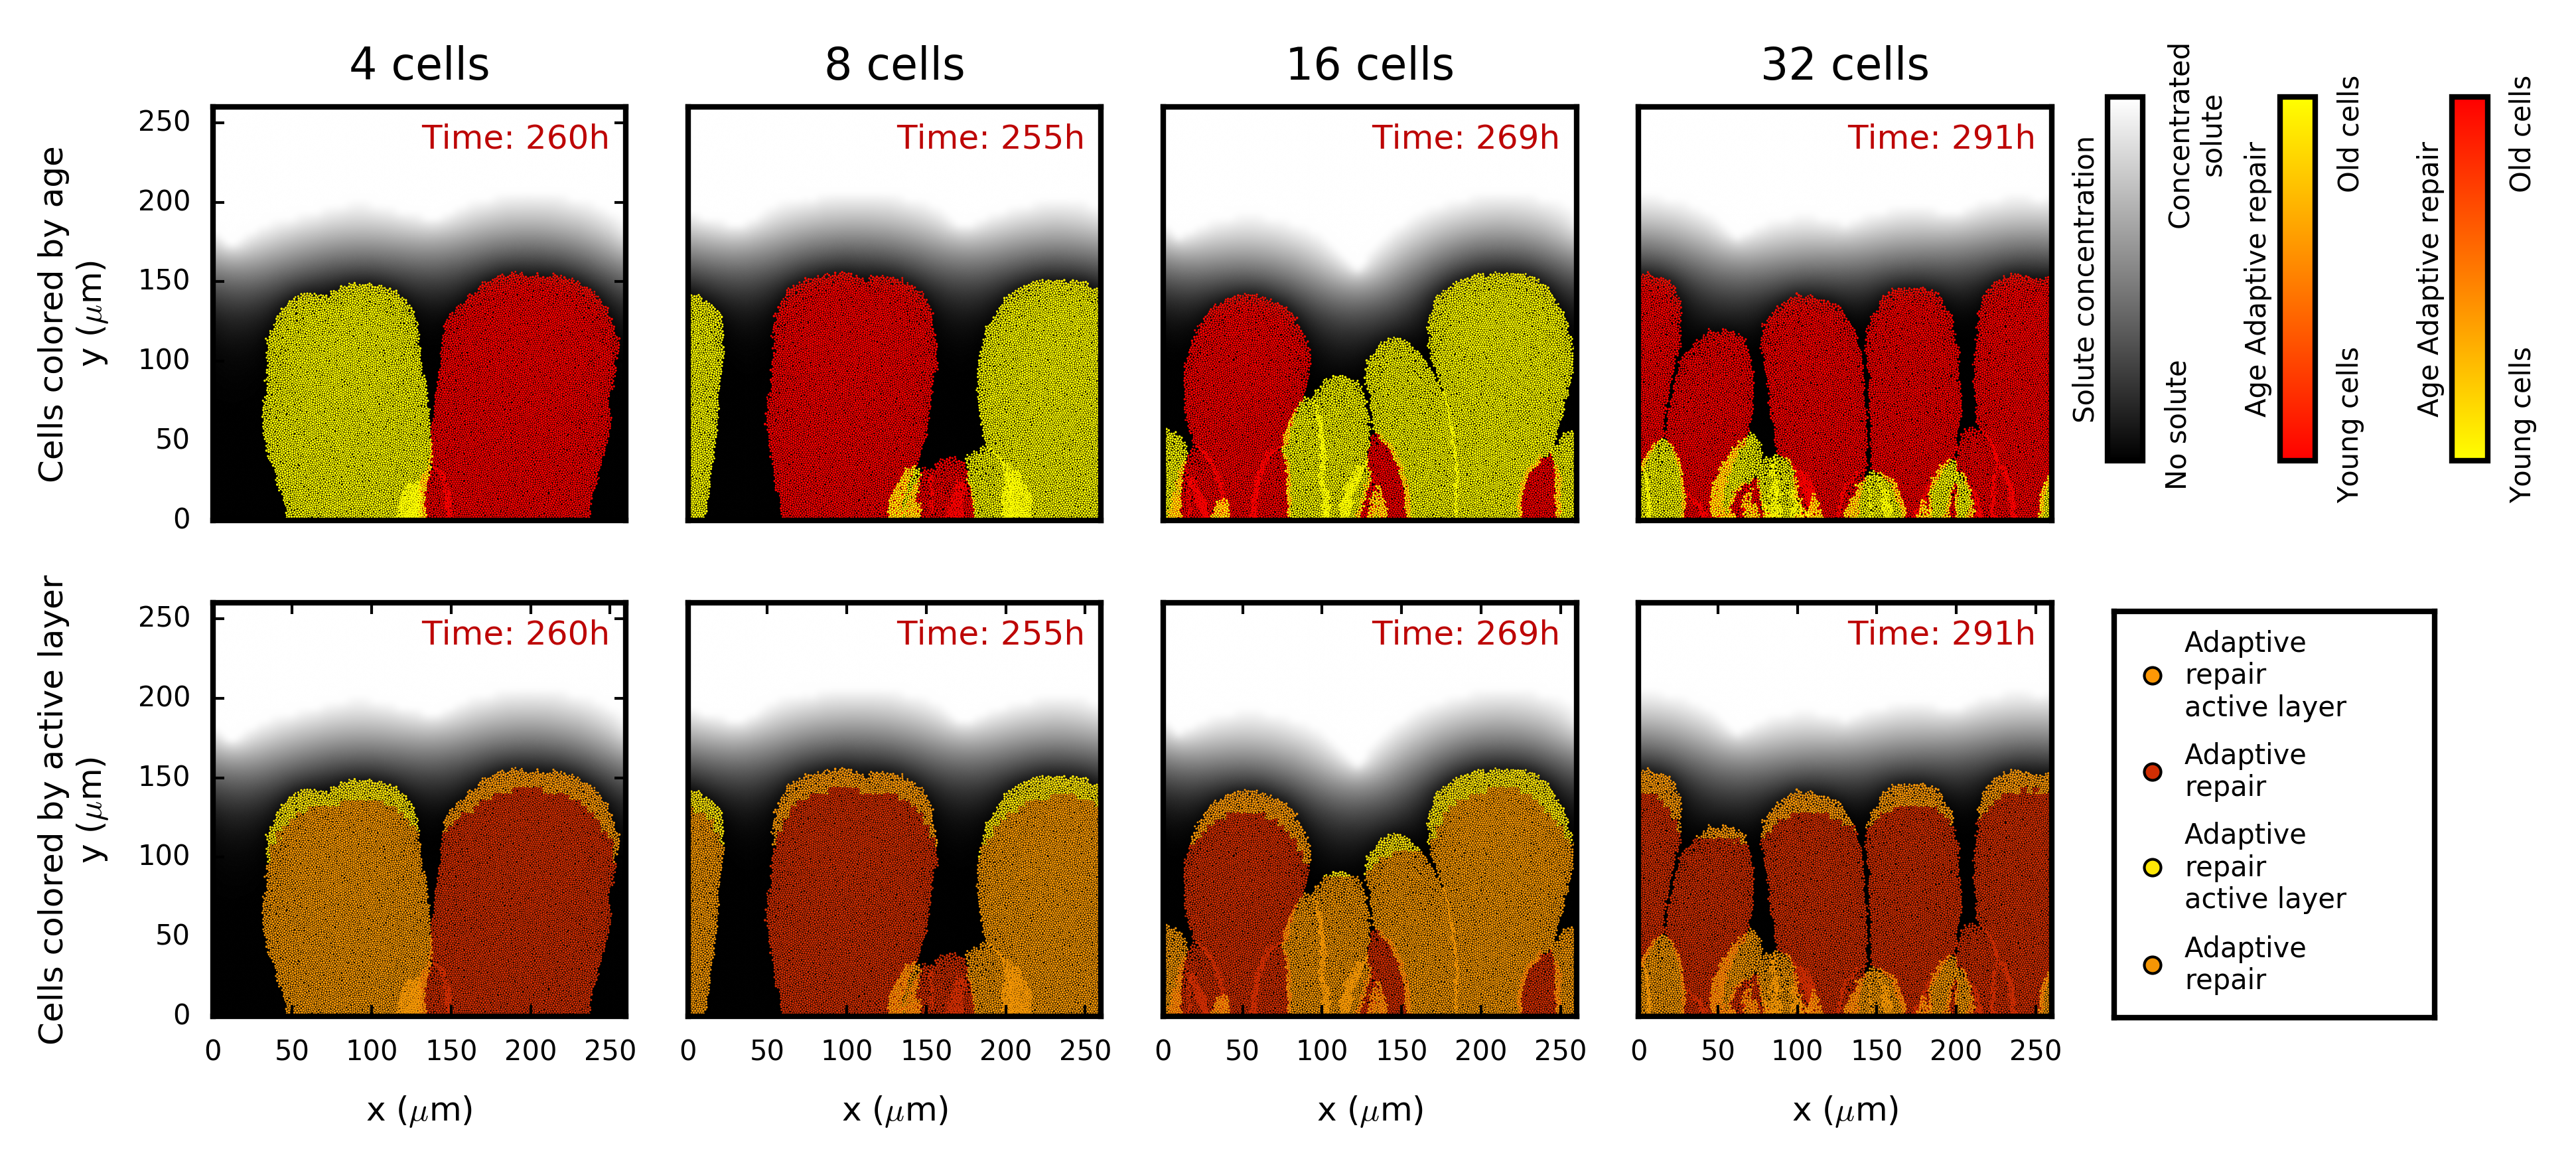 4 cells
8 cells
16 cells
32 cells
Cells colored by age
y (μm)
250
200
150
100
50
0
Time: 260h
Time: 255h
Time: 269h
Time: 291h
Solute concentration
No solute
Concentrated
solute
Age Adaptive repair
Young cells
Old cells
Age Adaptive repair
Young cells
Old cells
Cells colored by active layer
y (μm)
250
200
150
100
50
0
Time: 260h
Time: 255h
Time: 269h
Time: 291h
0 50 100 150 200 250
0 50 100 150 200 250
0 50 100 150 200 250
0 50 100 150 200 250
x (μm)
x (μm)
x (μm)
x (μm)
Adaptive
repair
active layer
Adaptive
repair
Adaptive
repair
active layer
Adaptive
repair